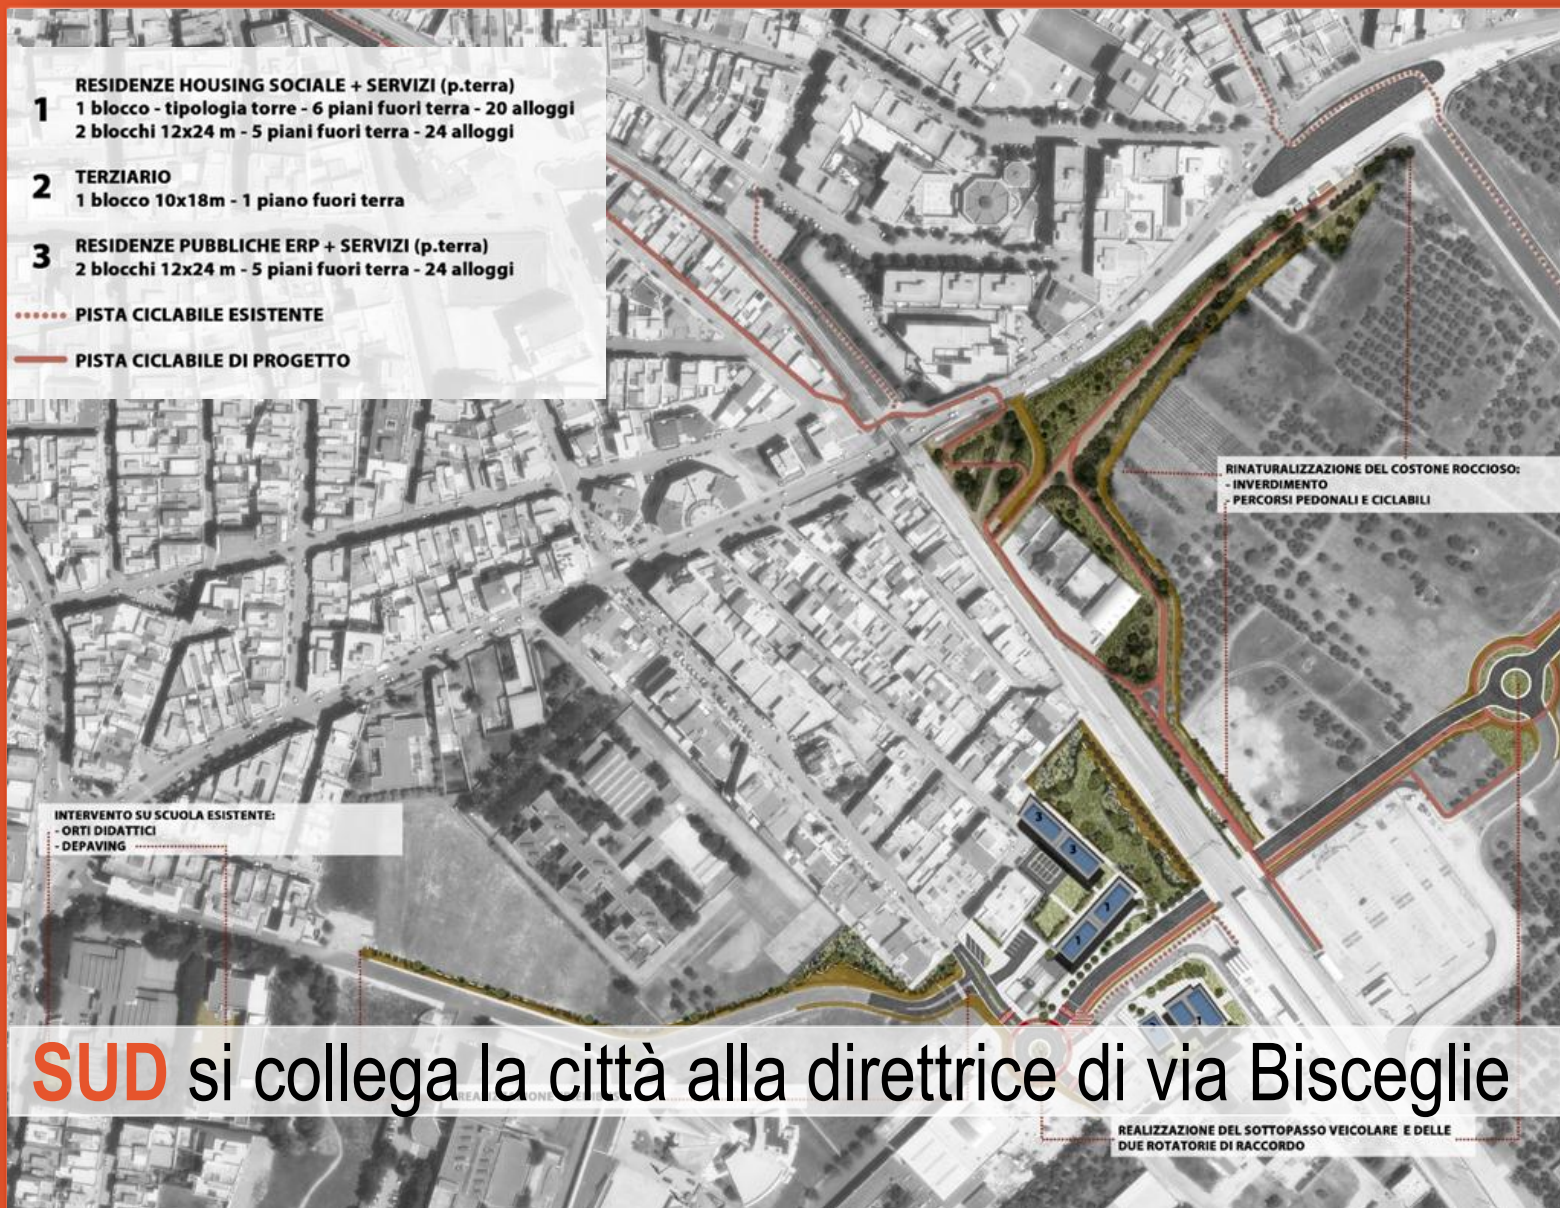 1
RESIDENZE HOUSING SOCIALE + SERVIZI (p.terra)
1 blocco - tipologia torre - 6 piani fuori terra - 20 alloggi
2 blocchi 12x24 m - 5 piani fuori terra - 24 alloggi
2
TERZIARIO
1 blocco 10x18m - 1 piano fuori terra
3
RESIDENZE PUBBLICHE ERP + SERVIZI (p.terra)
2 blocchi 12x24 m - 5 piani fuori terra - 24 alloggi
PISTA CICLABILE ESISTENTE
PISTA CICLABILE DI PROGETTO
RINATURALIZZAZIONE DEL COSTONE ROCCIOSO:
- INVERDIMENTO
- PERCORSI PEDONALI E CICLABILI
INTERVENTO SU SCUOLA ESISTENTE:
- ORTI DIDATTICI
- DEPAVING
3
3
1
SUD si collega la città alla direttrice di via Bisceglie
REALIZZAZIONE
REALIZZAZIONE DEL SOTTOPASSO VEICOLARE E DELLE
DUE ROTATORIE DI RACCORDO